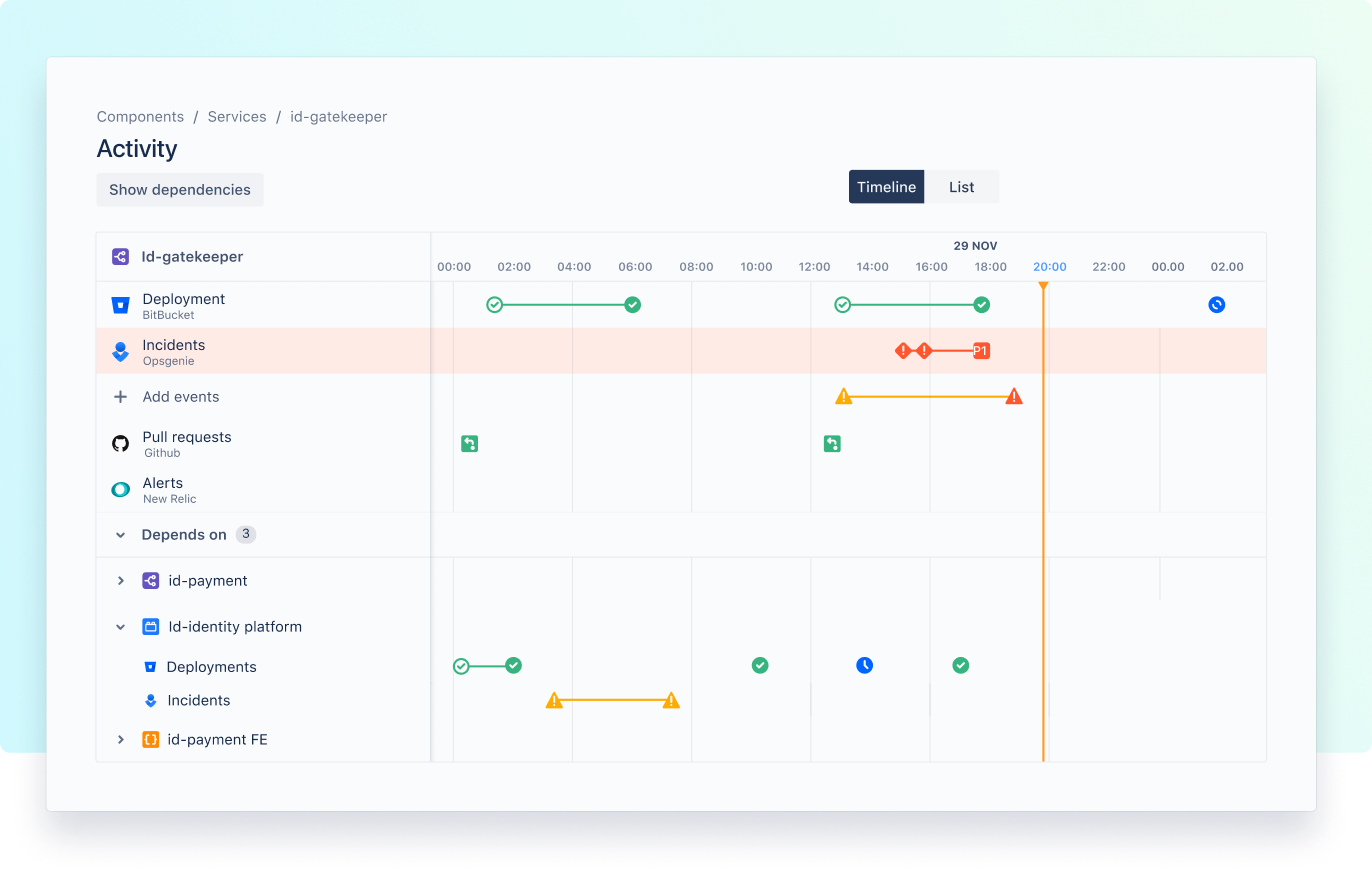 Components / Services / id-gatekeeper
Activity
Show dependencies
Timeline List
Id-gatekeeper
29 NOV
00:00 02:00 04:00 06:00 08:00 10:00 12:00 14:00 16:00 18:00 20:00 22:00 00.00 02.00
Deployment
BitBucket
Incidents
Opsgenie
P1
Add events
Pull requests
Github
Alerts
New Relic
Depends on 3
id-payment
Id-identity platform
Deployments
Incidents
id-payment FE